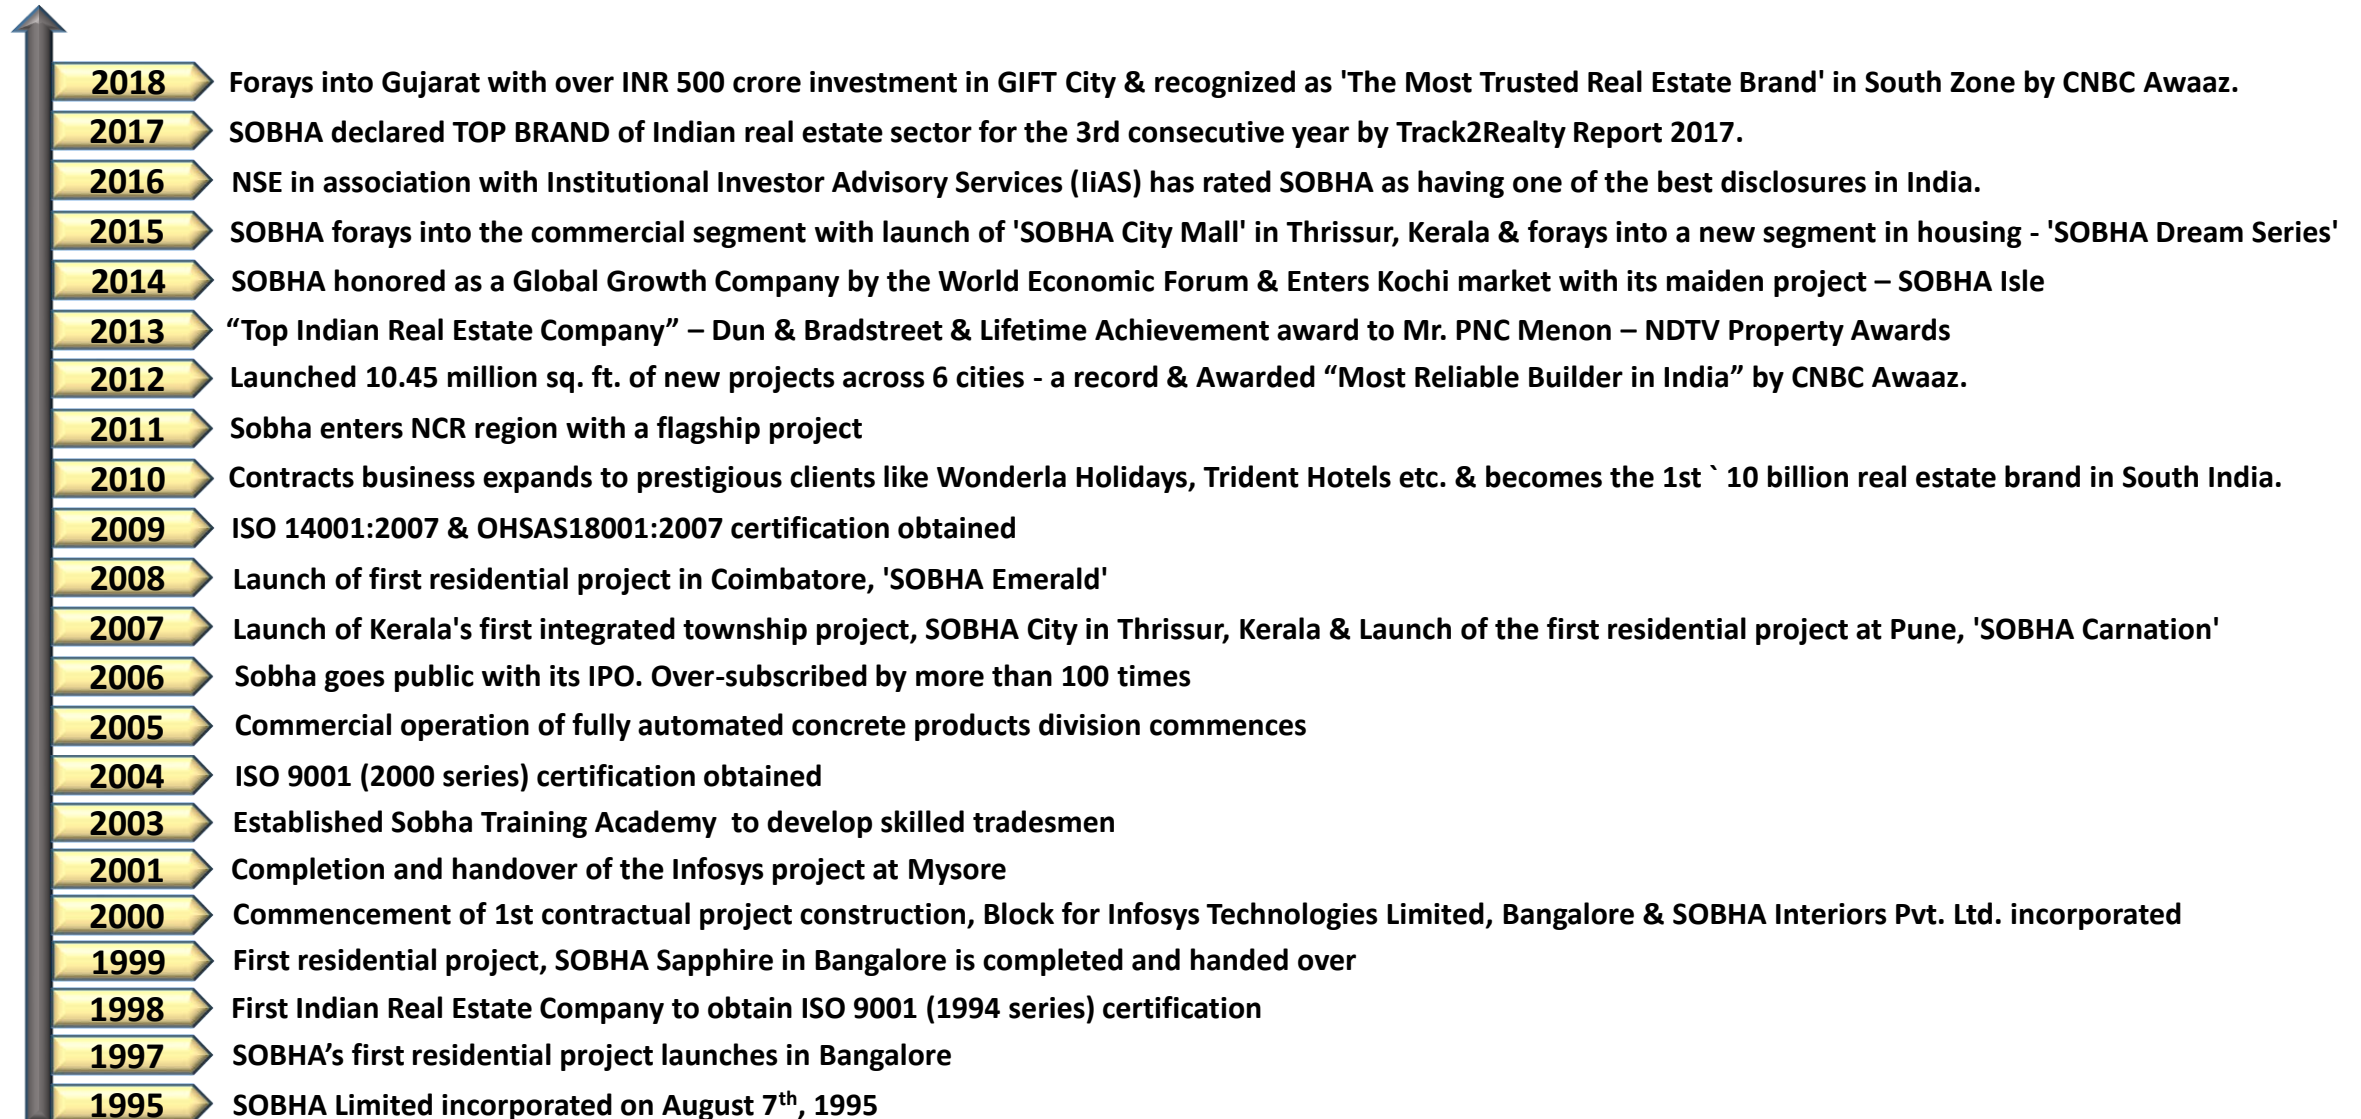 2018 Forays into Gujarat with over INR 500 crore investment in GIFT City & recognized as 'The Most Trusted Real Estate Brand' in South Zone by CNBC Awaaz.
2017 SOBHA declared TOP BRAND of Indian real estate sector for the 3rd consecutive year by Track2Realty Report 2017.
2016 NSE in association with Institutional Investor Advisory Services (IiAS) has rated SOBHA as having one of the best disclosures in India.
2015 SOBHA forays into the commercial segment with launch of 'SOBHA City Mall' in Thrissur, Kerala & forays into a new segment in housing - 'SOBHA Dream Series'
2014 SOBHA honored as a Global Growth Company by the World Economic Forum & Enters Kochi market with its maiden project – SOBHA Isle
2013 “Top Indian Real Estate Company” – Dun & Bradstreet & Lifetime Achievement award to Mr. PNC Menon – NDTV Property Awards
2012 Launched 10.45 million sq. ft. of new projects across 6 cities - a record & Awarded “Most Reliable Builder in India” by CNBC Awaaz.
2011 Sobha enters NCR region with a flagship project
2010 Contracts business expands to prestigious clients like Wonderla Holidays, Trident Hotels etc. & becomes the 1st ` 10 billion real estate brand in South India.
2009 ISO 14001:2007 & OHSAS18001:2007 certification obtained
2008 Launch of first residential project in Coimbatore, 'SOBHA Emerald'
2007 Launch of Kerala's first integrated township project, SOBHA City in Thrissur, Kerala & Launch of the first residential project at Pune, 'SOBHA Carnation'
2006 Sobha goes public with its IPO. Over-subscribed by more than 100 times
2005 Commercial operation of fully automated concrete products division commences
2004 ISO 9001 (2000 series) certification obtained
2003 Established Sobha Training Academy to develop skilled tradesmen
2001 Completion and handover of the Infosys project at Mysore
2000 Commencement of 1st contractual project construction, Block for Infosys Technologies Limited, Bangalore & SOBHA Interiors Pvt. Ltd. incorporated
1999 First residential project, SOBHA Sapphire in Bangalore is completed and handed over
1998 First Indian Real Estate Company to obtain ISO 9001 (1994 series) certification
1997 SOBHA’s first residential project launches in Bangalore
1995 SOBHA Limited incorporated on August 7th, 1995